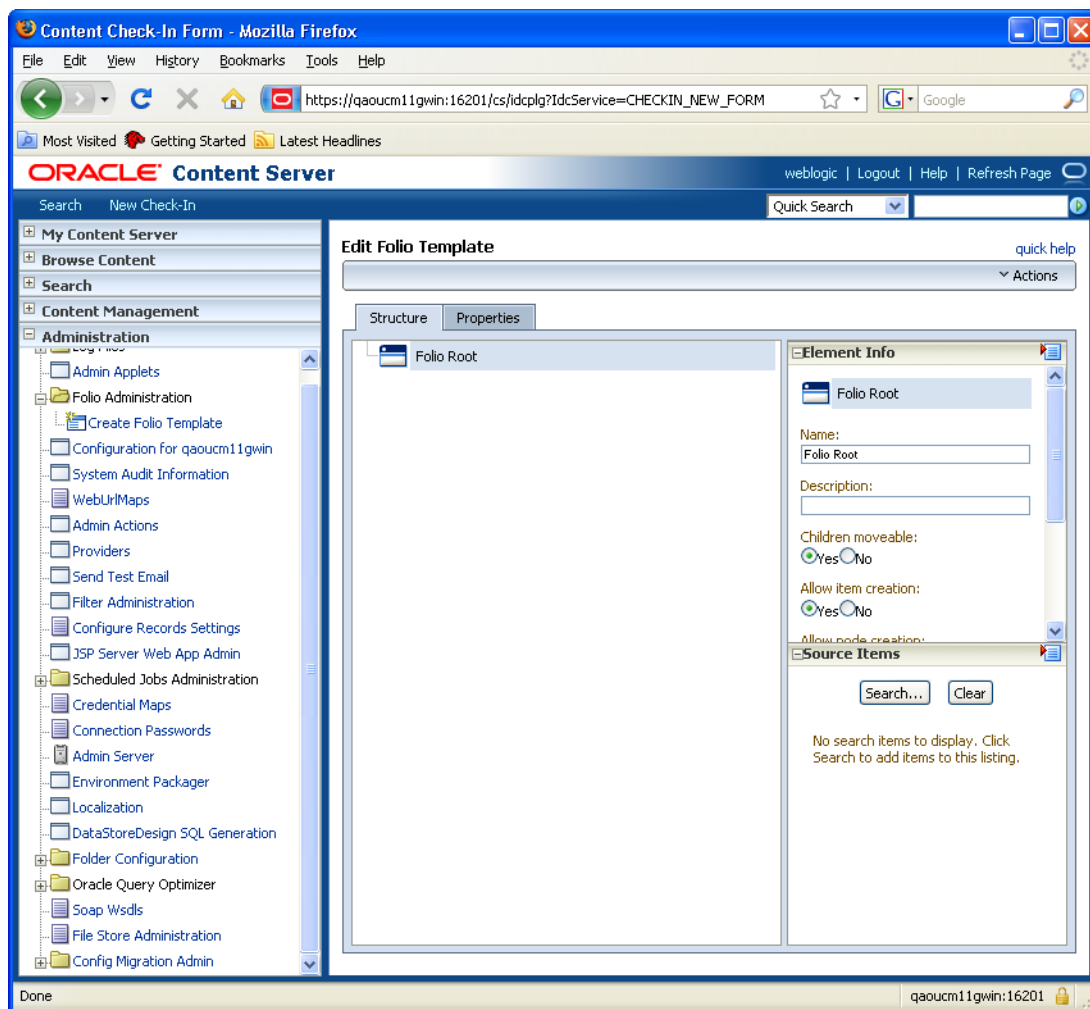 Content Check-In Form - Mozilla Firefox
File Edit View History Bookmarks Tools Help
https://qaoucm11gwin:16201/cs/idcplg?IdcService=CHECKIN_NEW_FORM
G Google
Most Visited Getting Started Latest Headlines
ORACLE Content Server
weblogic | Logout | Help | Refresh Page
Search New Check-In
Quick Search
My Content Server
Browse Content
Search
Content Management
Administration
Log Files
Admin Applets
Folio Administration
Create Folio Template
Configuration for qaoucm11gwin
System Audit Information
WebUrlMaps
Admin Actions
Providers
Send Test Email
Filter Administration
Configure Records Settings
JSP Server Web App Admin
Scheduled Jobs Administration
Credential Maps
Connection Passwords
Admin Server
Environment Packager
Localization
DataStoreDesign SQL Generation
Folder Configuration
Oracle Query Optimizer
Soap Wsdls
File Store Administration
Config Migration Admin
Edit Folio Template
quick help
Actions
Structure Properties
Folio Root
Element Info
Folio Root
Name:
Folio Root
Description:
Children moveable:
Yes No
Allow item creation:
Yes No
Allow node creation:
Source Items
Search... Clear
No search items to display. Click
Search to add items to this listing.
Done
qaoucm11gwin:16201